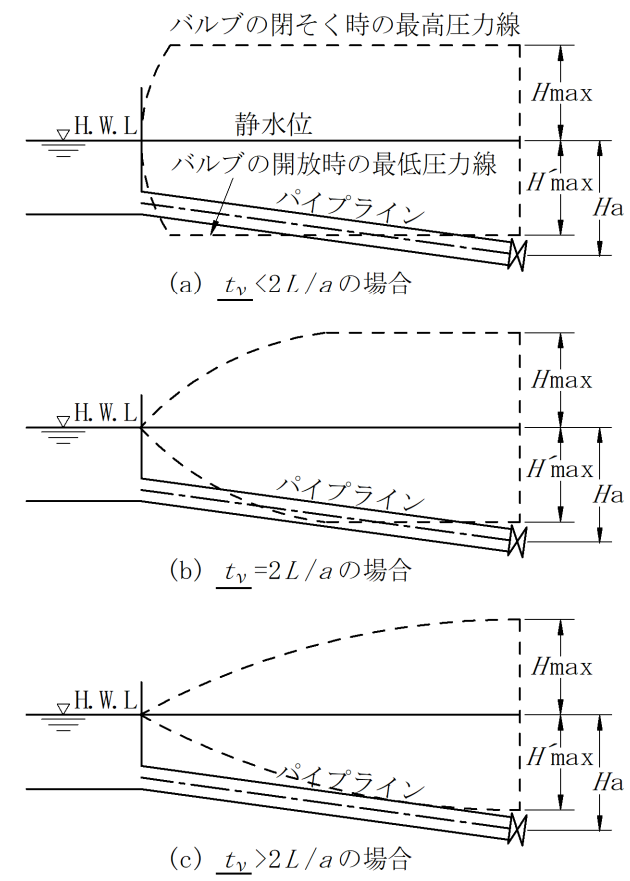 バルブの閉そく時の最高圧力線
H.W.L
静水位
Hmax
バルブの開放時の最低圧力線
パイプライン
H´max
Ha
(a) tν<2L/aの場合
H.W.L
Hmax
パイプライン
H´max
Ha
(b) tν=2L/aの場合
H.W.L
Hmax
パイプライン
H´max
Ha
(c) tν>2L/aの場合